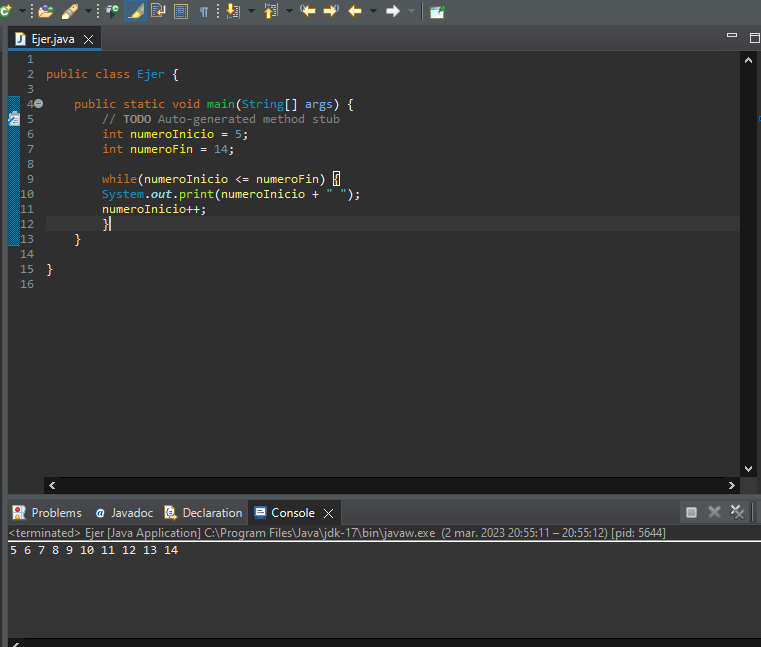 Ejer.java
1
2 public class Ejer {
3
4 public static void main(String[] args) {
5 // TODO Auto-generated method stub
6 int numeroInicio = 5;
7 int numeroFin = 14;
8
9 while(numeroInicio <= numeroFin) {
10 System.out.print(numeroInicio + " ");
11 numeroInicio++;
12 }
13 }
14
15 }
16
Problems @ Javadoc Declaration Console
<terminated> Ejer [Java Application] C:\Program Files\Java\jdk-17\bin\javaw.exe (2 mar. 2023 20:55:11 – 20:55:12) [pid: 5644]
5 6 7 8 9 10 11 12 13 14